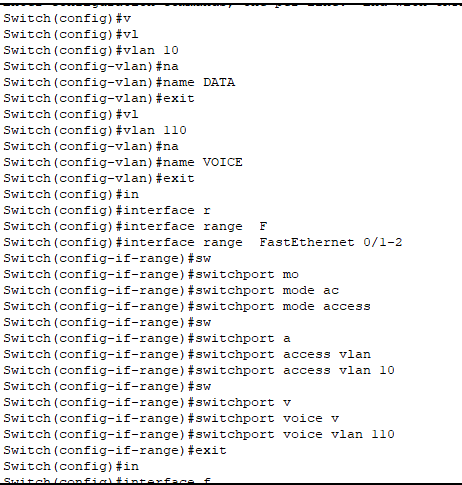 Switch(config)#v
Switch(config)#vl
Switch(config)#vlan 10
Switch(config-vlan)#na
Switch(config-vlan)#name DATA
Switch(config-vlan)#exit
Switch(config)#vl
Switch(config)#vlan 110
Switch(config-vlan)#na
Switch(config-vlan)#name VOICE
Switch(config-vlan)#exit
Switch(config)#in
Switch(config)#interface r
Switch(config)#interface range  F
Switch(config)#interface range  FastEthernet 0/1-2
Switch(config-if-range)#sw
Switch(config-if-range)#switchport mo
Switch(config-if-range)#switchport mode ac
Switch(config-if-range)#switchport mode access
Switch(config-if-range)#sw
Switch(config-if-range)#switchport a
Switch(config-if-range)#switchport access vlan
Switch(config-if-range)#switchport access vlan 10
Switch(config-if-range)#sw
Switch(config-if-range)#switchport v
Switch(config-if-range)#switchport voice v
Switch(config-if-range)#switchport voice vlan 110
Switch(config-if-range)#exit
Switch(config)#in
Switch(config)#interface f